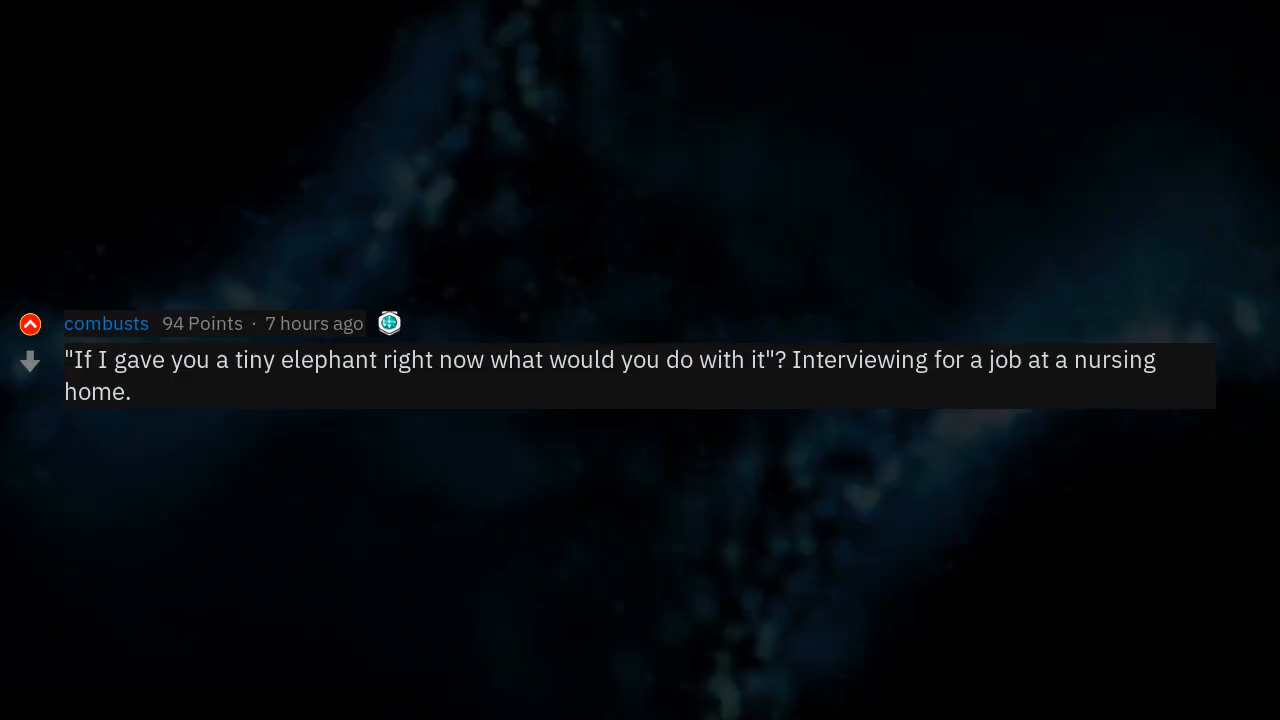 combusts 94 Points · 7 hours ago
"If I gave you a tiny elephant right now what would you do with it"? Interviewing for a job at a nursing
home.